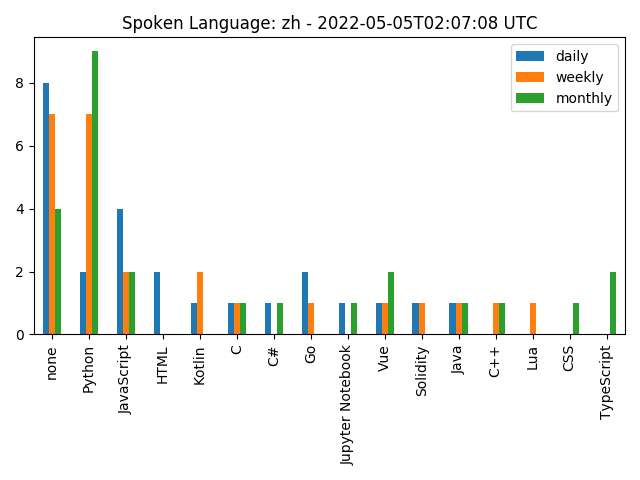 Spoken Language: zh - 2022-05-05T02:07:08 UTC
daily
weekly
monthly
8
6
4
2
0
none
Python
JavaScript
HTML
Kotlin
C
C#
Go
Jupyter Notebook
Vue
Solidity
Java
C++
Lua
CSS
TypeScript